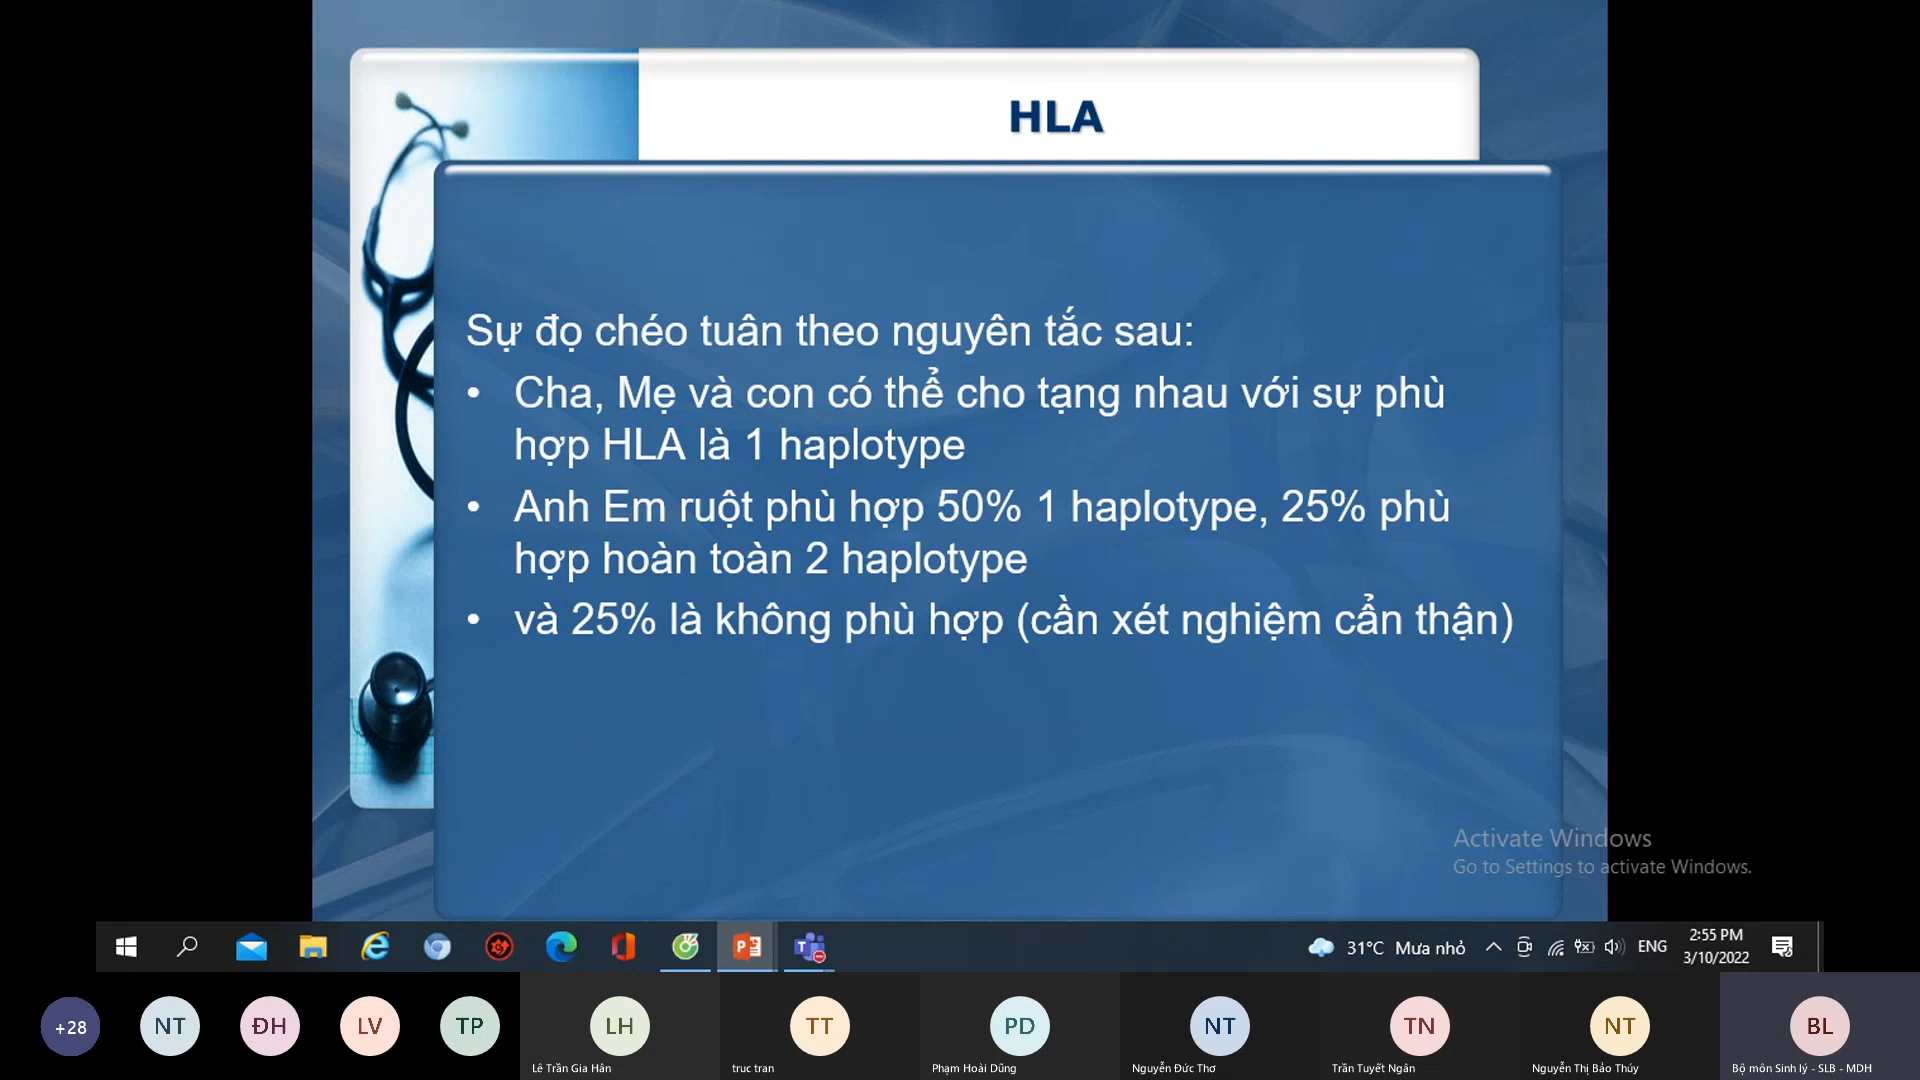 HLA
Sự đọ chéo tuân theo nguyên tắc sau:
• Cha, Mẹ và con có thể cho tạng nhau với sự phù
hợp HLA là 1 haplotype
• Anh Em ruột phù hợp 50% 1 haplotype, 25% phù
hợp hoàn toàn 2 haplotype
• và 25% là không phù hợp (cần xét nghiệm cẩn thận)
Activate Windows
Go to Settings to activate Windows.
31°C Mưa nhỏ
ENG
2:55 PM
3/10/2022
+28
NT
ĐH
LV
TP
LH
TT
PD
NT
TN
NT
BL
Lê Trần Gia Hân
truc tran
Phạm Hoài Dũng
Nguyễn Đức Thơ
Trần Tuyết Ngân
Nguyễn Thị Bảo Thúy
Bộ môn Sinh lý - SLB - MDH